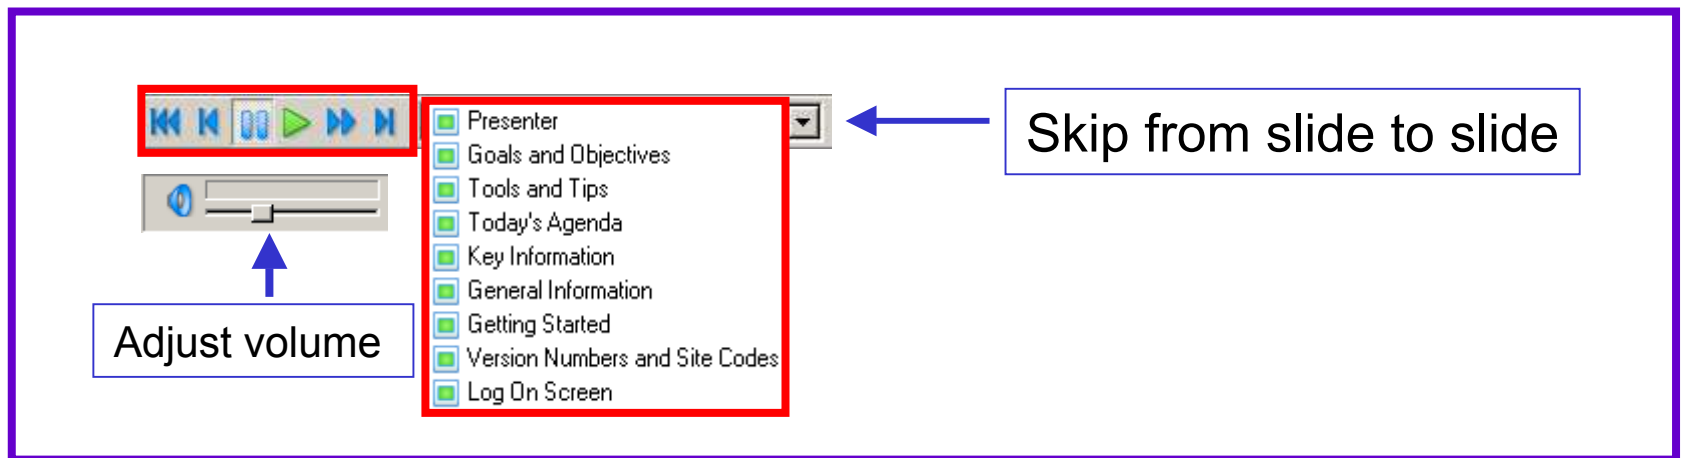 Presenter
Goals and Objectives
Tools and Tips
Today's Agenda
Key Information
General Information
Getting Started
Version Numbers and Site Codes
Log On Screen
Skip from slide to slide
Adjust volume